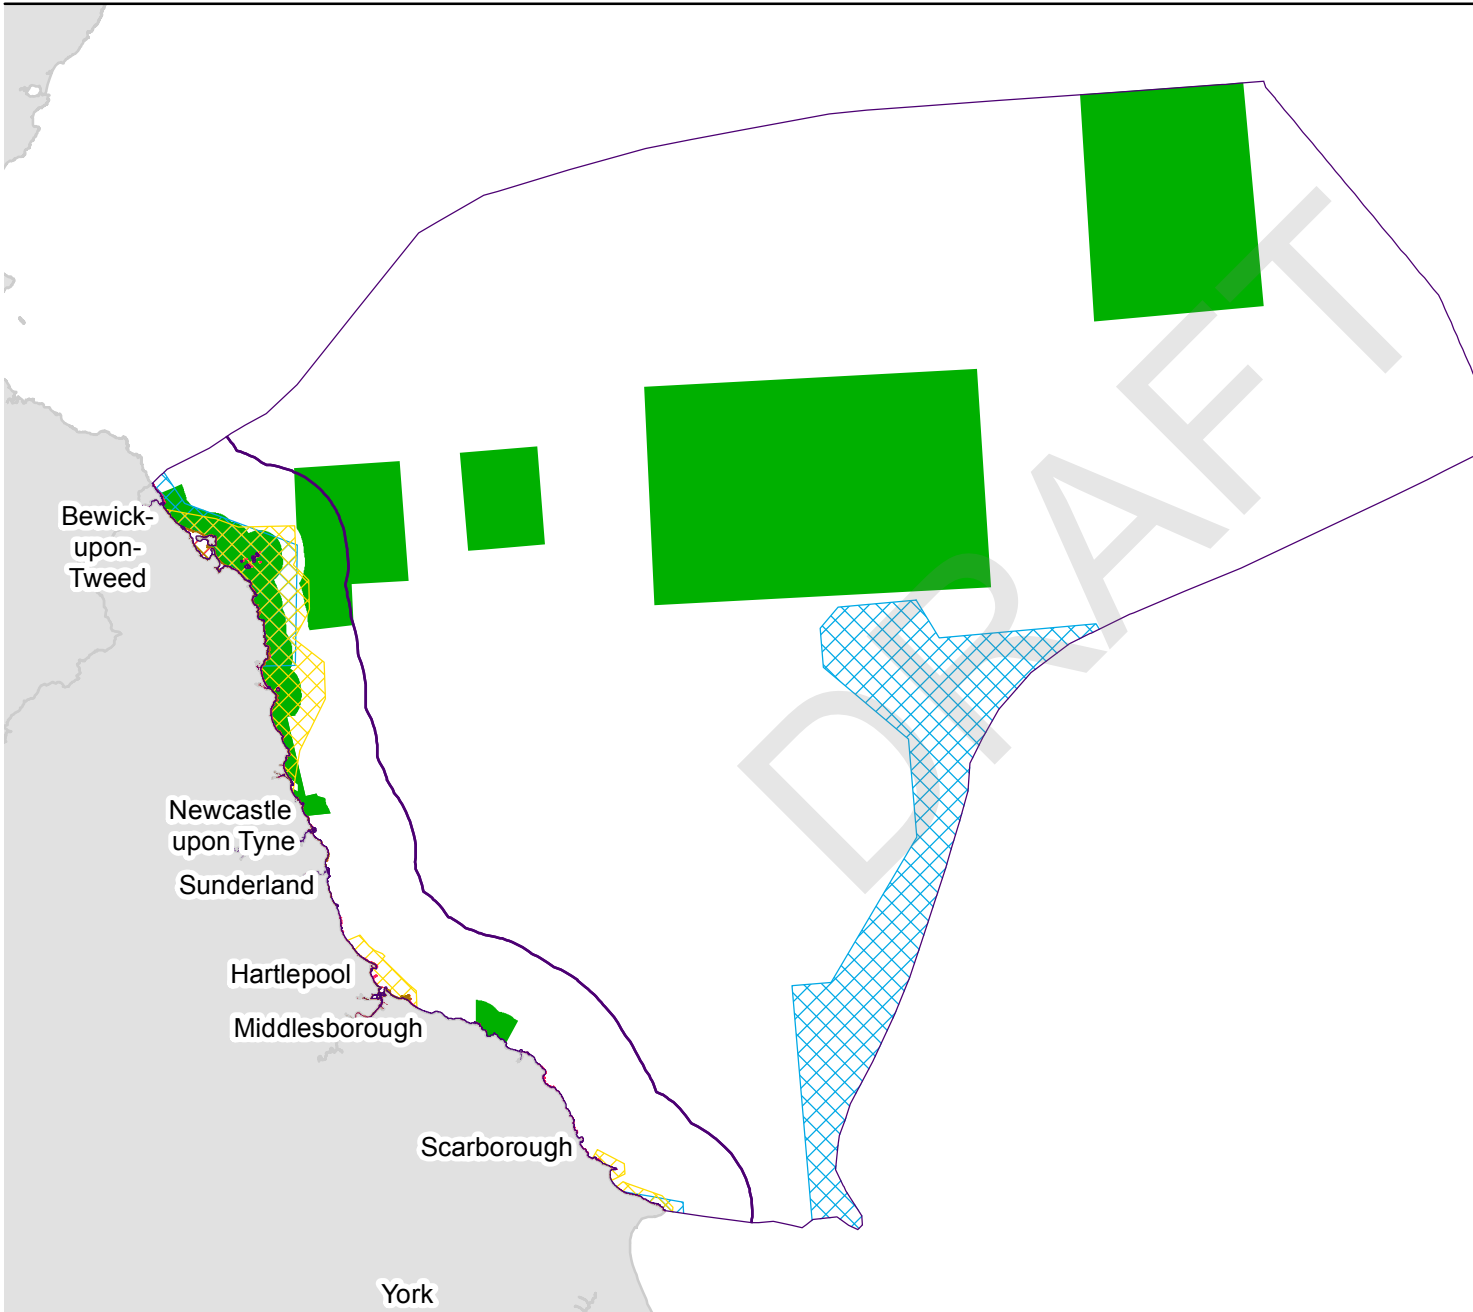 DRAFT
Bewick-
upon-
Tweed
Newcastle
upon Tyne
Sunderland
Hartlepool
Middlesborough
Scarborough
York